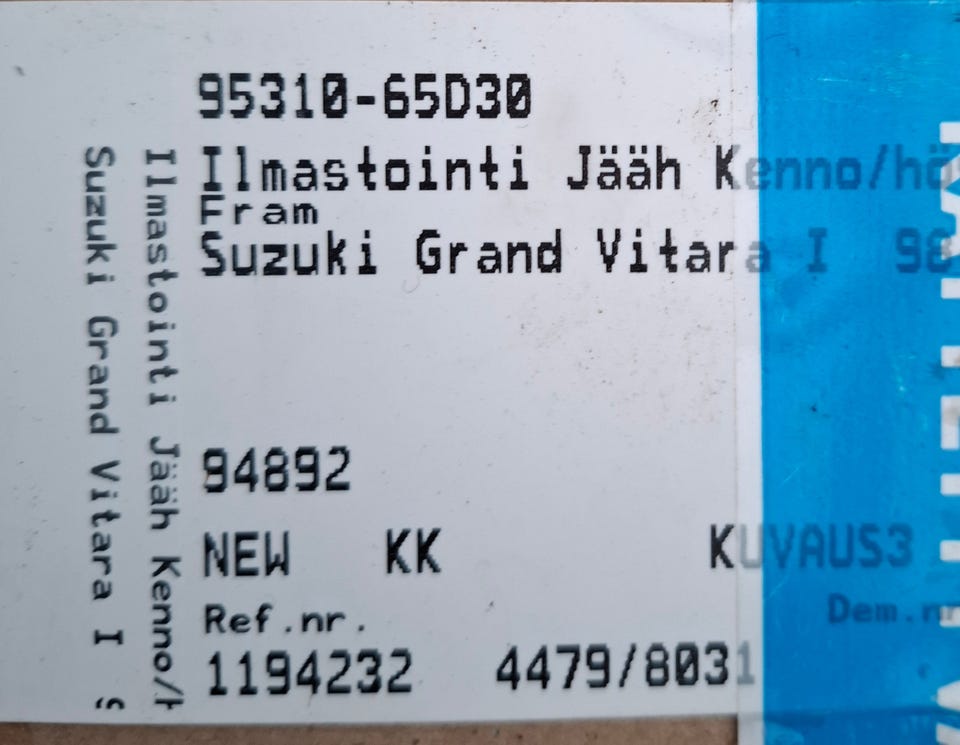 95310-65D30
Ilmastointi Jääh Kenno/hö
Fram
Suzuki Grand Vitara I 98
94892
NEW KK KUVAUS3
Ref.nr. Dem.nr
1194232 4479/8031
Ilmastointi Jääh Kenno/h
Suzuki Grand Vitara I